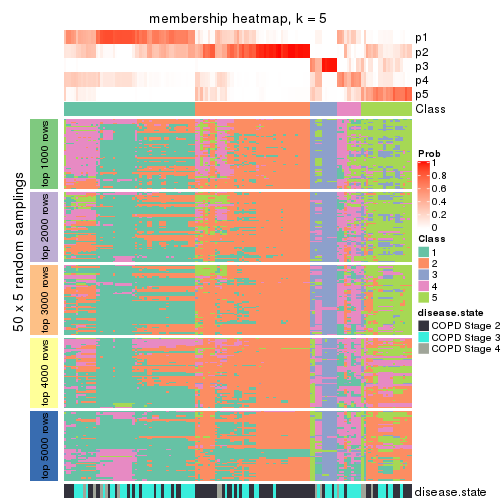 membership heatmap, k = 5
p1
p2
p3
p4
p5
Class
50 x 5 random samplings
top 1000 rows
top 2000 rows
top 3000 rows
top 4000 rows
top 5000 rows
Prob
1
0.8
0.6
0.4
0.2
0
Class
1
2
3
4
5
disease.state
COPD Stage 2
COPD Stage 3
COPD Stage 4
disease.state